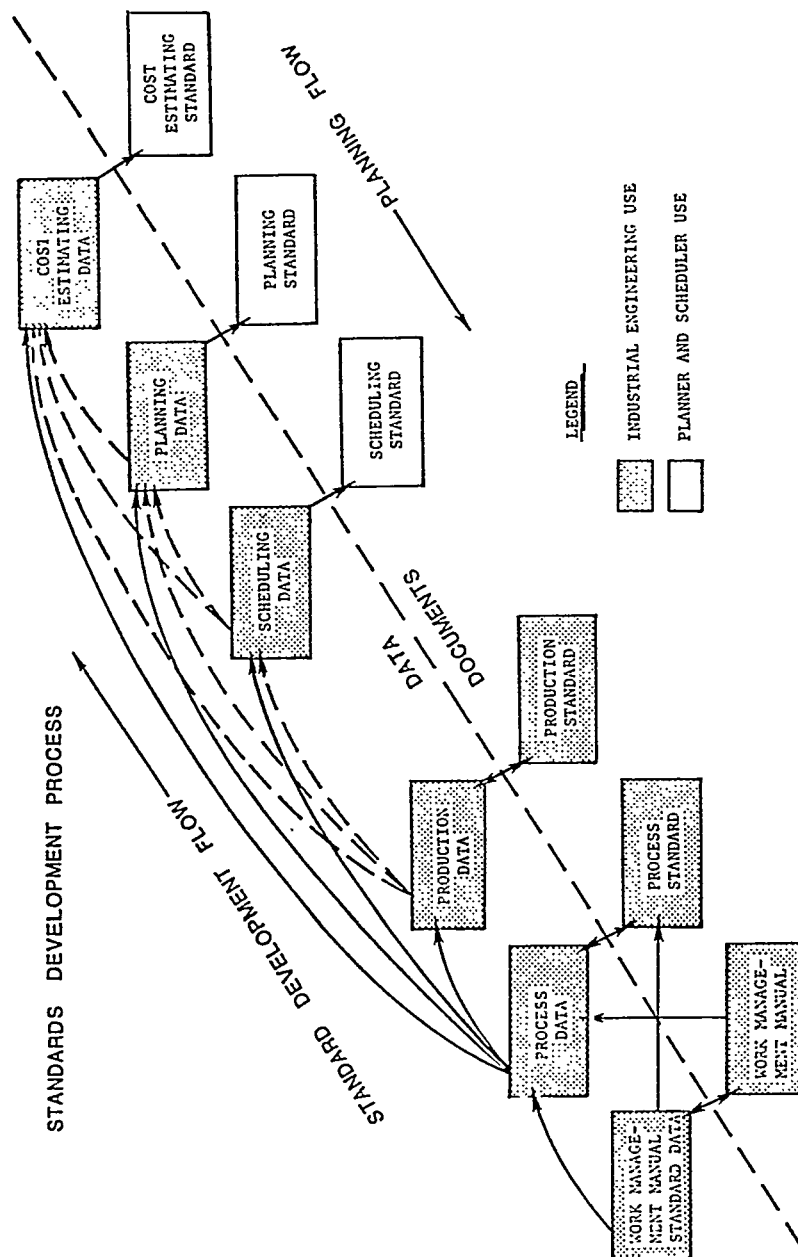 STANDARDS DEVELOPMENT PROCESS
STANDARD DEVELOPMENT FLOW
PLANNING FLOW
COST
ESTIMATING
DATA
COST
ESTIMATING
STANDARD
PLANNING
DATA
PLANNING
STANDARD
SCHEDULING
DATA
SCHEDULING
STANDARD
DATA
DOCUMENTS
PRODUCTION
DATA
PRODUCTION
STANDARD
PROCESS
DATA
PROCESS
STANDARD
WORK MANAGE-
MENT MANUAL
STANDARD DATA
WORK MANAGE-
MENT MANUAL
LEGEND
INDUSTRIAL ENGINEERING USE
PLANNER AND SCHEDULER USE